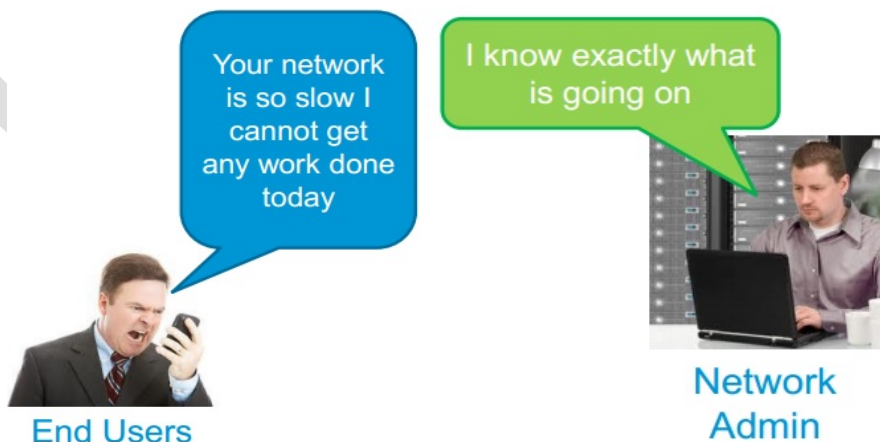 Your network
is so slow I
cannot get
any work done
today
I know exactly what
is going on
End Users
Network
Admin